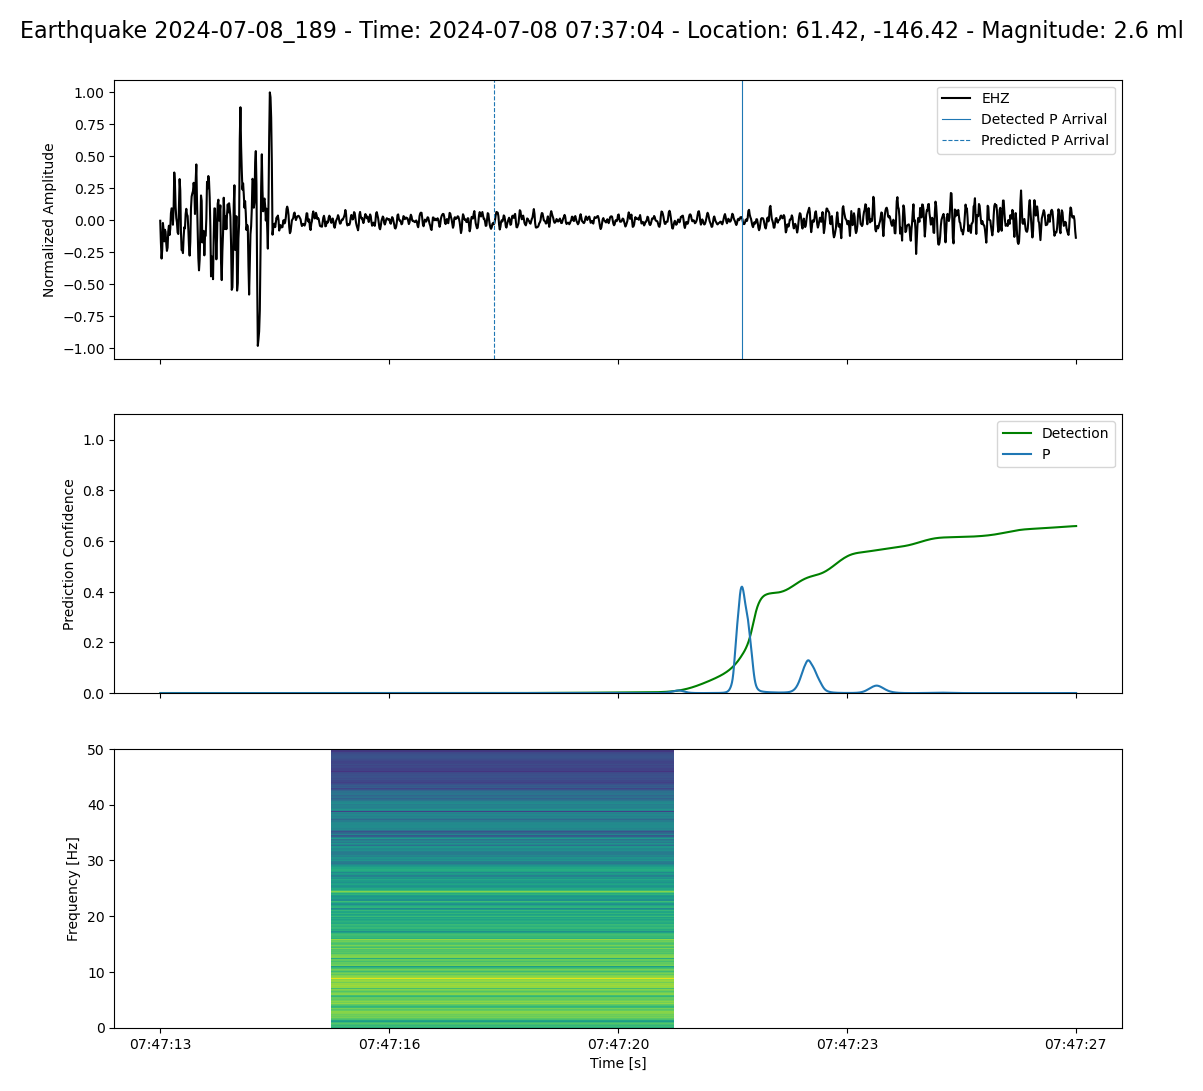 Earthquake 2024-07-08_189 - Time: 2024-07-08 07:37:04 - Location: 61.42, -146.42 - Magnitude: 2.6 ml
1.00
0.75
0.50
0.25
0.00
−0.25
−0.50
−0.75
−1.00
Normalized Amplitude
EHZ
Detected P Arrival
Predicted P Arrival
1.0
0.8
0.6
0.4
0.2
0.0
Prediction Confidence
Detection
P
50
40
30
20
10
0
Frequency [Hz]
07:47:13 07:47:16 07:47:20 07:47:23 07:47:27
Time [s]